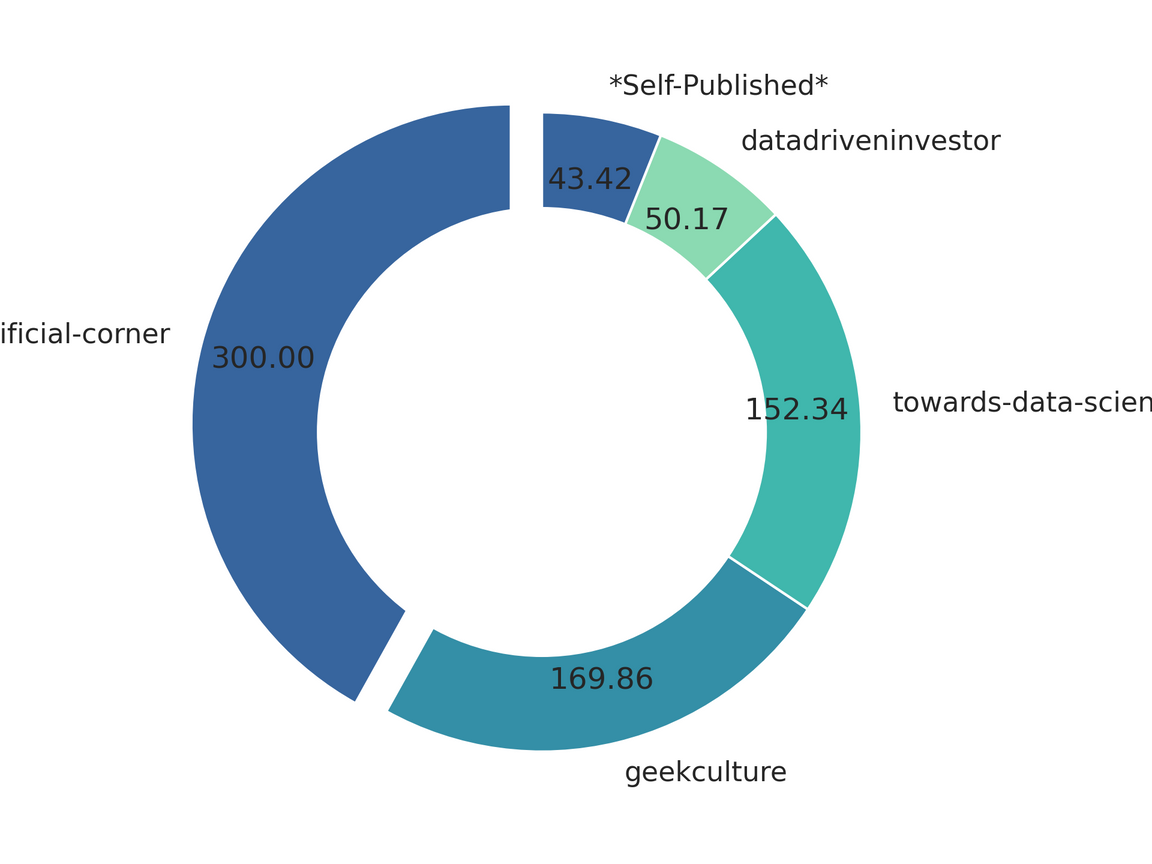 *Self-Published*
datadriveninvestor
43.42
50.17
ificial-corner
300.00
152.34
towards-data-scien
169.86
geekculture